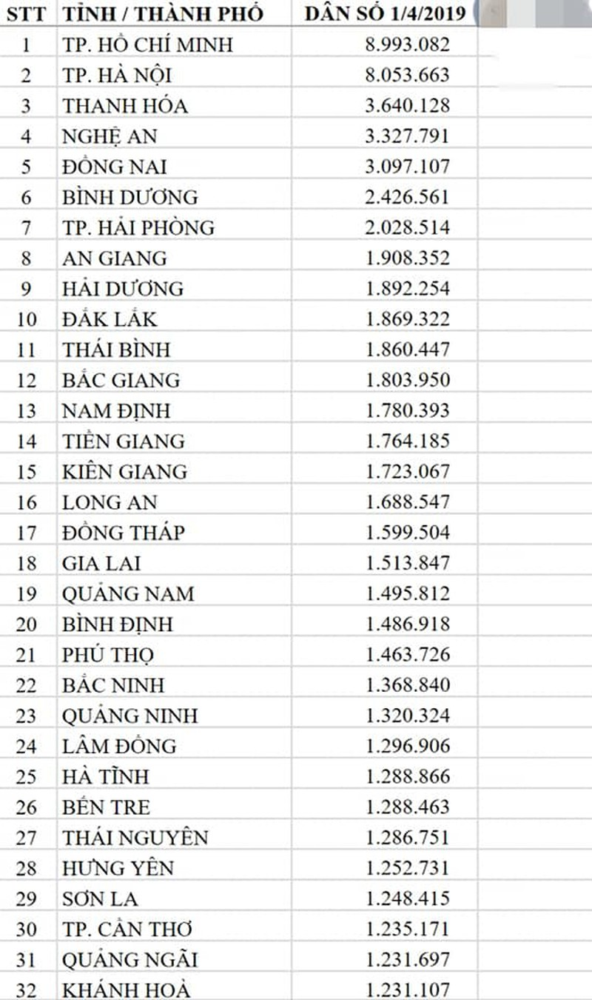 STT TỈNH / THÀNH PHỐ DÂN SỐ 1/4/2019
1 TP. HỒ CHÍ MINH 8.993.082
2 TP. HÀ NỘI 8.053.663
3 THANH HÓA 3.640.128
4 NGHỆ AN 3.327.791
5 ĐỒNG NAI 3.097.107
6 BÌNH DƯƠNG 2.426.561
7 TP. HẢI PHÒNG 2.028.514
8 AN GIANG 1.908.352
9 HẢI DƯƠNG 1.892.254
10 ĐẮK LẮK 1.869.322
11 THÁI BÌNH 1.860.447
12 BẮC GIANG 1.803.950
13 NAM ĐỊNH 1.780.393
14 TIỀN GIANG 1.764.185
15 KIÊN GIANG 1.723.067
16 LONG AN 1.688.547
17 ĐỒNG THÁP 1.599.504
18 GIA LAI 1.513.847
19 QUẢNG NAM 1.495.812
20 BÌNH ĐỊNH 1.486.918
21 PHÚ THỌ 1.463.726
22 BẮC NINH 1.368.840
23 QUẢNG NINH 1.320.324
24 LÂM ĐỒNG 1.296.906
25 HÀ TĨNH 1.288.866
26 BẾN TRE 1.288.463
27 THÁI NGUYÊN 1.286.751
28 HƯNG YÊN 1.252.731
29 SƠN LA 1.248.415
30 TP. CẦN THƠ 1.235.171
31 QUẢNG NGÃI 1.231.697
32 KHÁNH HOÀ 1.231.107